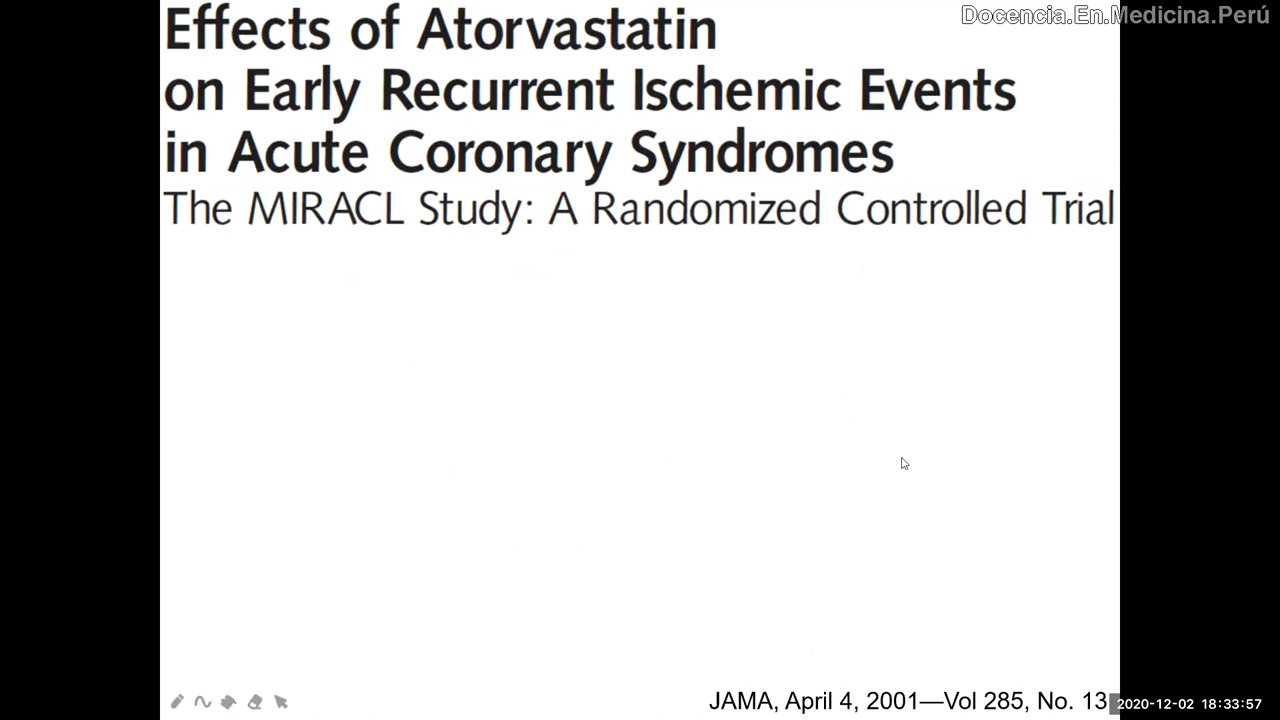 Docencia.En.Medicina.Perú
Effects of Atorvastatin
on Early Recurrent Ischemic Events
in Acute Coronary Syndromes
The MIRACL Study: A Randomized Controlled Trial
JAMA, April 4, 2001—Vol 285, No. 13
2020-12-02 18:33:57